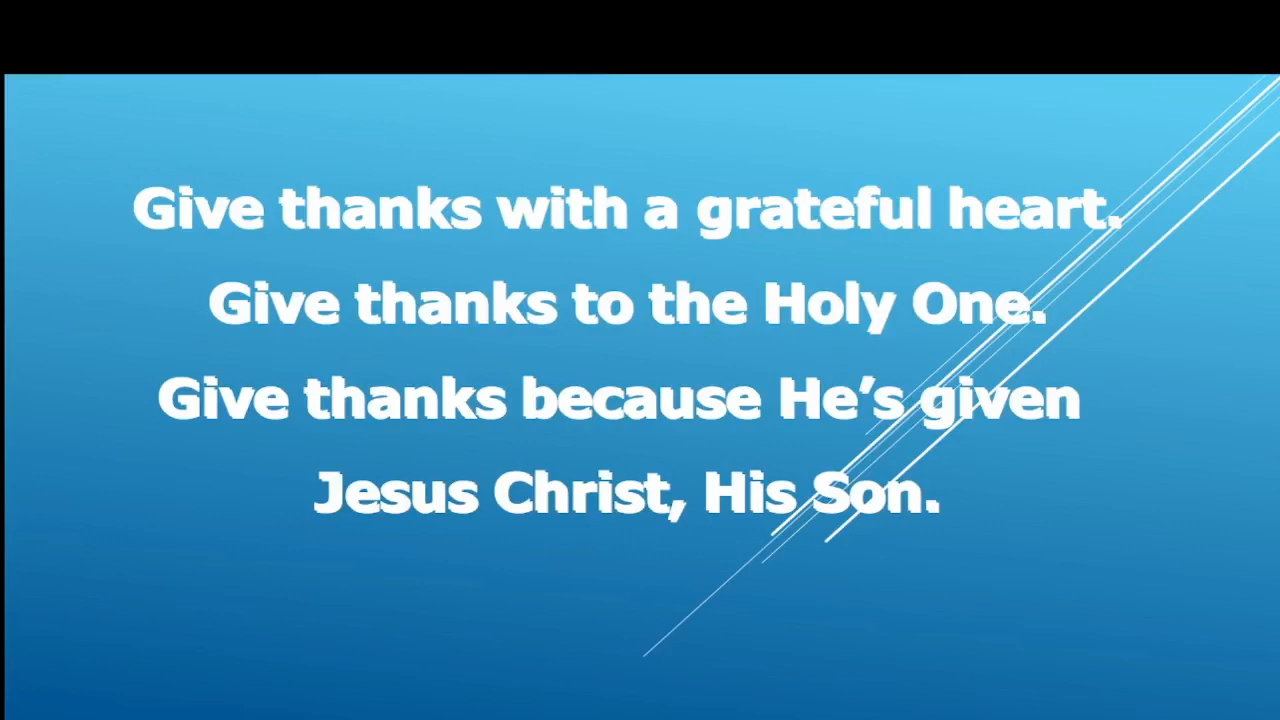 Give thanks with a grateful heart.
Give thanks to the Holy One.
Give thanks because He’s given
Jesus Christ, His Son.